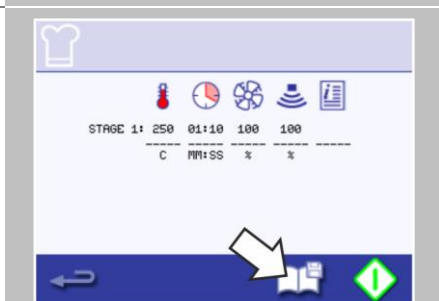 STAGE 1: 250 01:10 100 100 -----
----- ----- ----- -----
C MM:SS % %